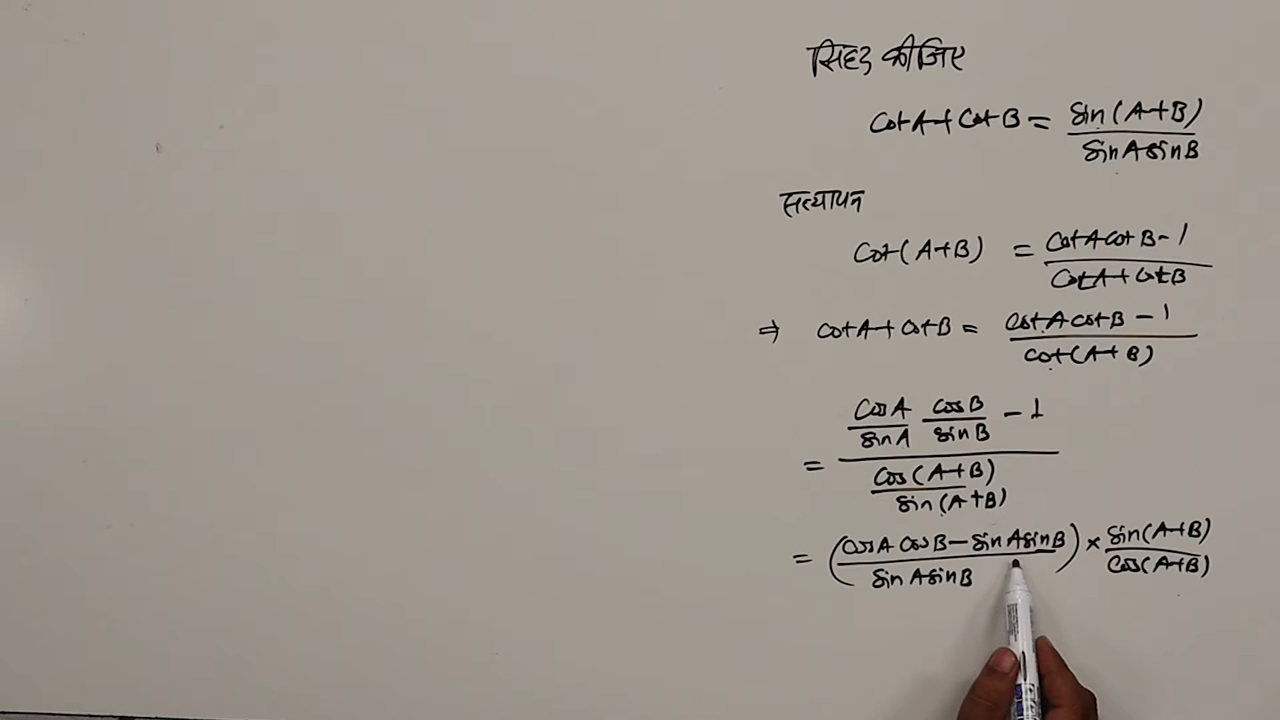 सिद्ध कीजिए
cot A + cot B = sin(A+B) / sin A sin B
सत्यापन
cot(A+B) = cot A cot B - 1 / cot A + cot B
⇒ cot A + cot B = cot A cot B - 1 / cot(A+B)
= cos A / sin A cos B / sin B - 1 / cos(A+B) / sin(A+B)
= (cos A cos B - sin A sin B / sin A sin B) × sin(A+B) / cos(A+B)